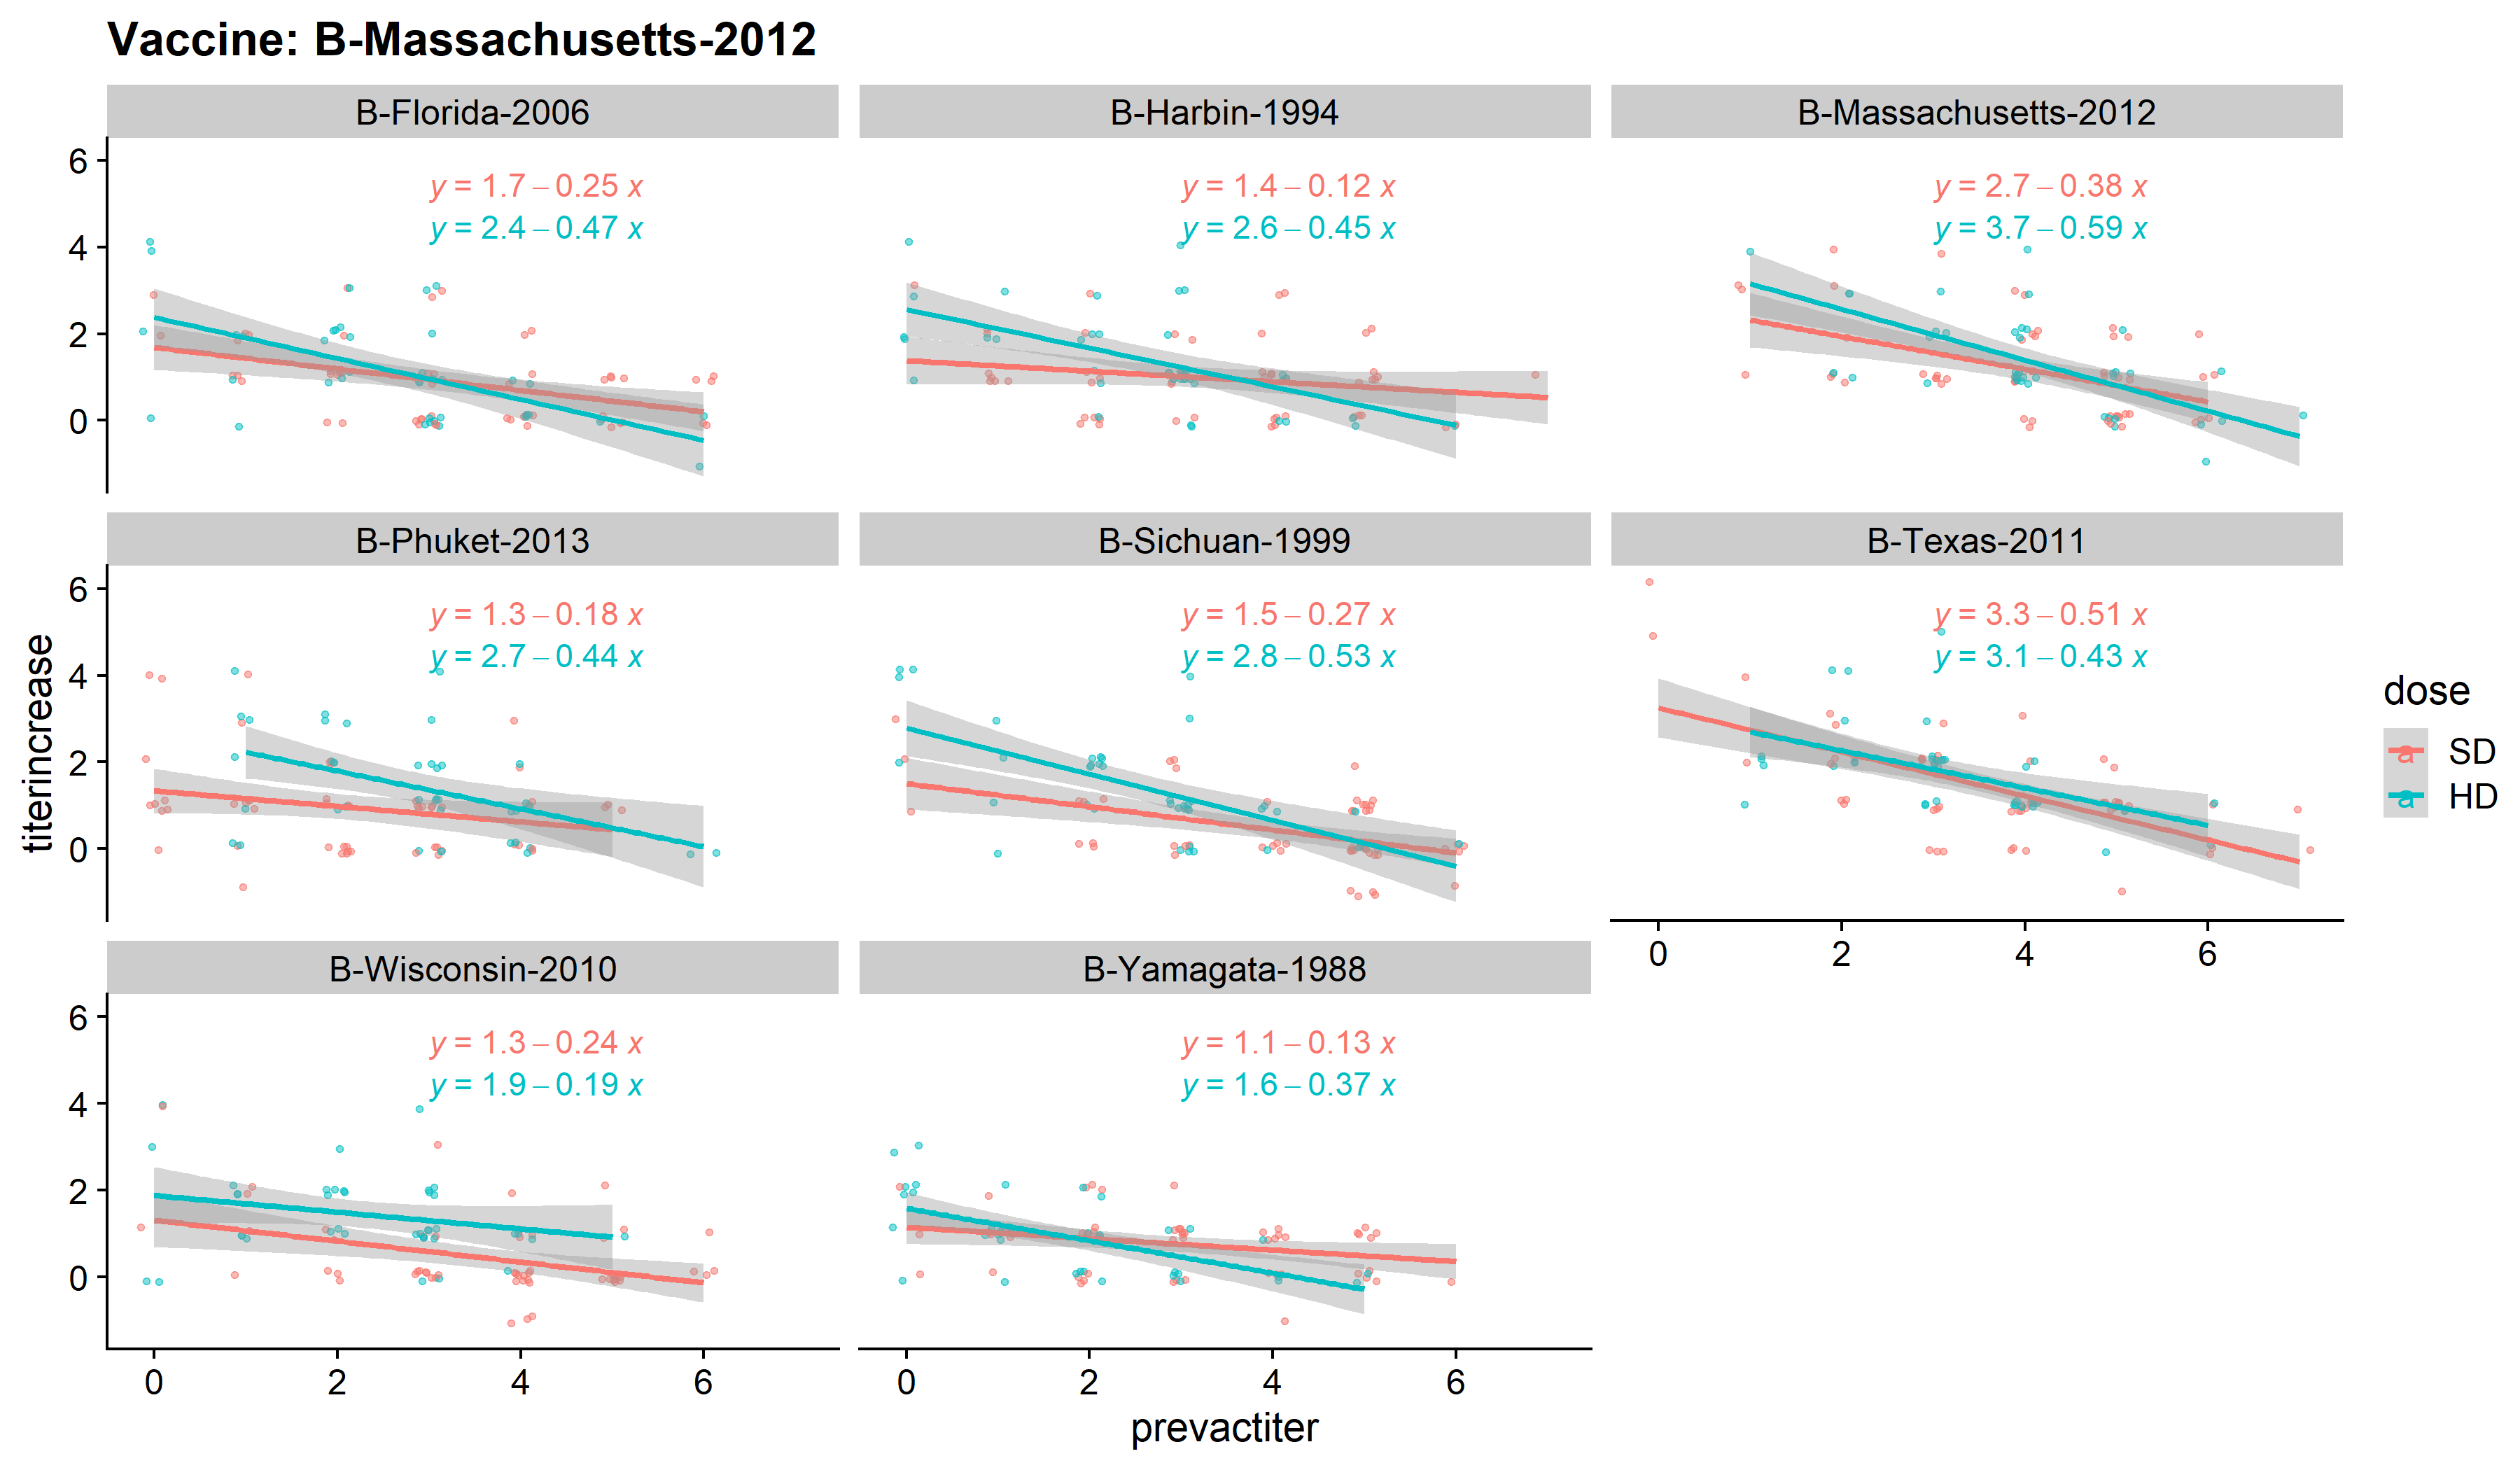 Vaccine: B-Massachusetts-2012
B-Florida-2006
B-Harbin-1994
B-Massachusetts-2012
6
4
2
0
y = 1.7 – 0.25 x
y = 2.4 – 0.47 x
y = 1.4 – 0.12 x
y = 2.6 – 0.45 x
y = 2.7 – 0.38 x
y = 3.7 – 0.59 x
B-Phuket-2013
B-Sichuan-1999
B-Texas-2011
titerincrease
6
4
2
0
y = 1.3 – 0.18 x
y = 2.7 – 0.44 x
y = 1.5 – 0.27 x
y = 2.8 – 0.53 x
y = 3.3 – 0.51 x
y = 3.1 – 0.43 x
0 2 4 6
dose
a SD
a HD
B-Wisconsin-2010
B-Yamagata-1988
6
4
2
0
y = 1.3 – 0.24 x
y = 1.9 – 0.19 x
y = 1.1 – 0.13 x
y = 1.6 – 0.37 x
0 2 4 6
0 2 4 6
prevactiter